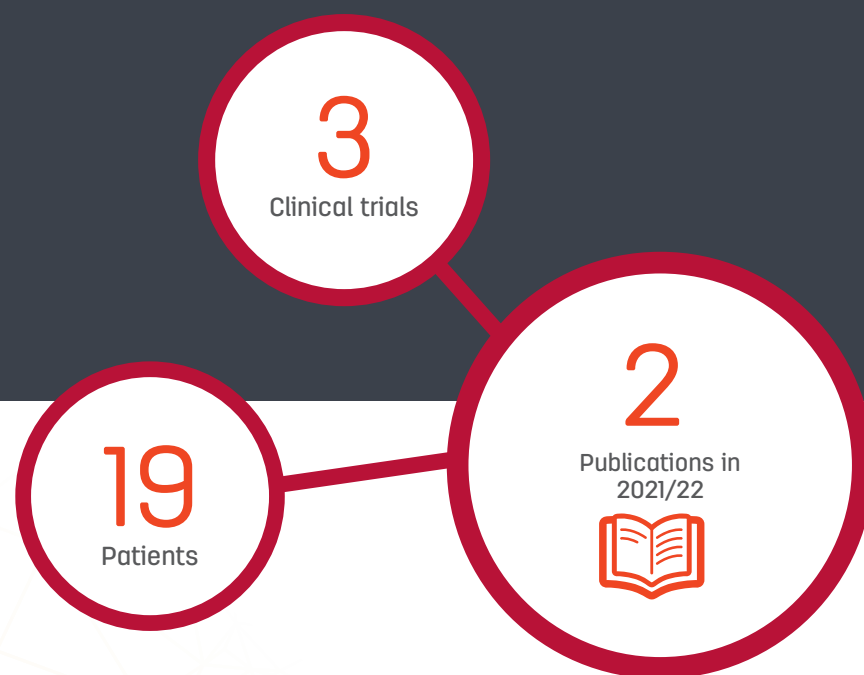 3
Clinical trials
2
Publications in
2021/22
19
Patients